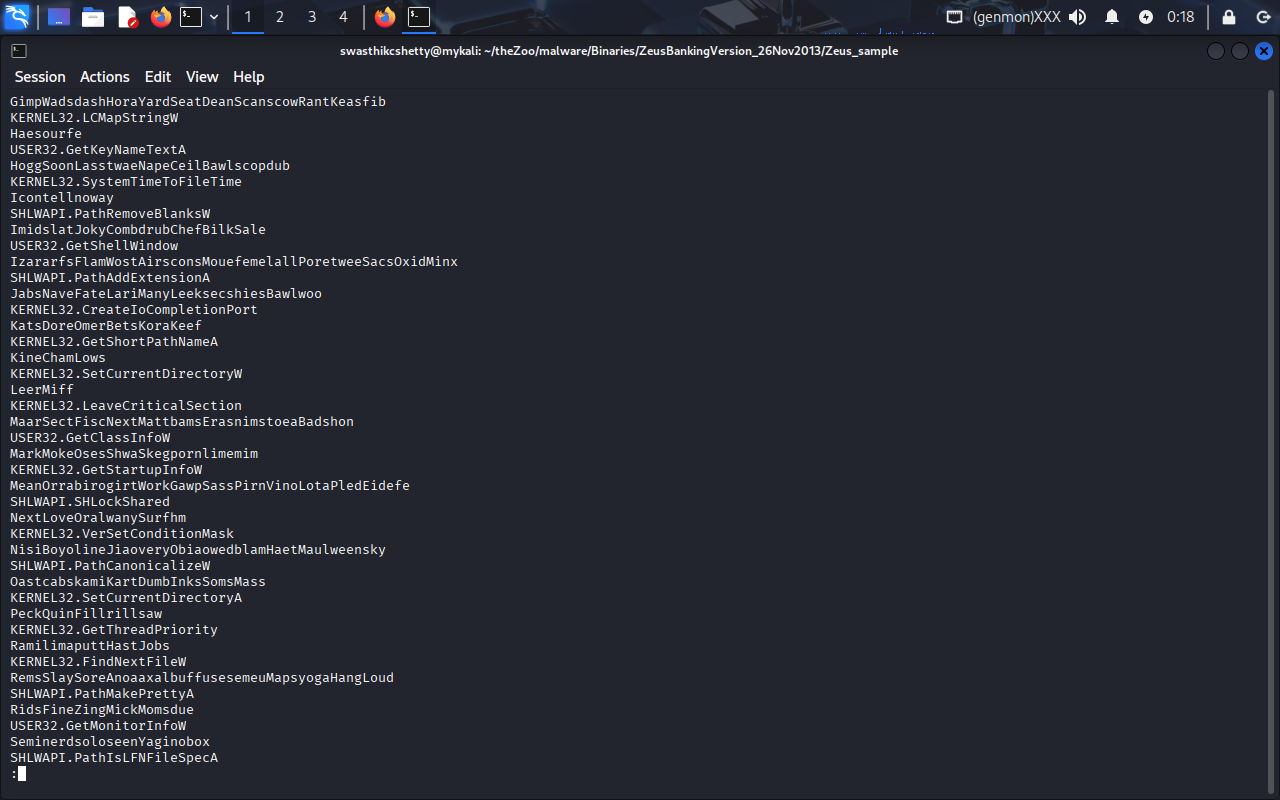 1 2 3 4 (genmon)XXX 0:18
swasthikcshetty@mykali: ~/theZoo/malware/Binaries/ZeusBankingVersion_26Nov2013/Zeus_sample
Session Actions Edit View Help
GimpWadsdashHoraYardSeatDeanScanscowRantKeasfib
KERNEL32.LCMapStringW
Haesourfe
USER32.GetKeyNameTextA
HoggSoonLasstwaeNapeCeilBawlscopdub
KERNEL32.SystemTimeToFileTime
Icontellnoway
SHLWAPI.PathRemoveBlanksW
ImidslatJokyCombdrubChefBilkSale
USER32.GetShellWindow
IzararfsFlamWostAirsconsMouefemelallPoretweeSacsOxidMinx
SHLWAPI.PathAddExtensionA
JabsNaveFateLariManyLeeksecshiesBawlwoo
KERNEL32.CreateIoCompletionPort
KatsDoreOmerBetsKoraKeef
KERNEL32.GetShortPathNameA
KineChamLows
KERNEL32.SetCurrentDirectoryW
LeerMiff
KERNEL32.LeaveCriticalSection
MaarSectFiscNextMattbamsErasnimstoeaBadshon
USER32.GetClassInfoW
MarkMokeOsesShwaSkegpornlimemim
KERNEL32.GetStartupInfoW
MeanOrrabirogirtWorkGawpSassPirnVinoLotaPledEidefe
SHLWAPI.SHLockShared
NextLoveOralwanySurfhm
KERNEL32.VerSetConditionMask
NisiBoyolineJiaoveryObiaowedblamHaetMaulweensky
SHLWAPI.PathCanonicalizeW
OastcabskamiKartDumbInksSomsMass
KERNEL32.SetCurrentDirectoryA
PeckQuinFillrillsaw
KERNEL32.GetThreadPriority
RamilimaputtHastJobs
KERNEL32.FindNextFileW
RemsSlaySoreAnoaaxalbuffusesemeuMapsyogaHangLoud
SHLWAPI.PathMakePrettyA
RidsFineZingMickMomsdue
USER32.GetMonitorInfoW
SeminerdsoloseenYaginobox
SHLWAPI.PathIsLFNFileSpecA
: